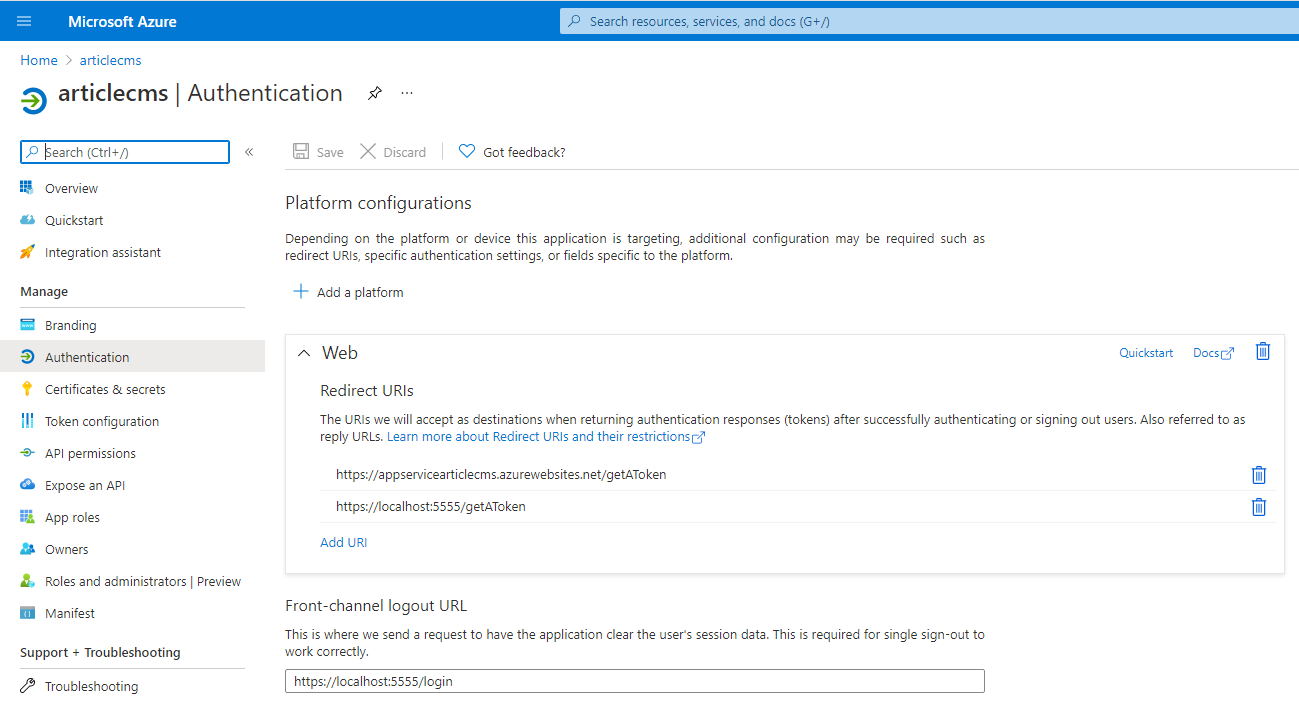 Microsoft Azure
Search resources, services, and docs (G+/)
Home > articlecms
articlecms | Authentication
Search (Ctrl+/)
«
Overview
Quickstart
Integration assistant
Manage
Branding
Authentication
Certificates & secrets
Token configuration
API permissions
Expose an API
App roles
Owners
Roles and administrators | Preview
Manifest
Support + Troubleshooting
Troubleshooting
Save Discard Got feedback?
Platform configurations
Depending on the platform or device this application is targeting, additional configuration may be required such as
redirect URIs, specific authentication settings, or fields specific to the platform.
Add a platform
Web
Quickstart Docs
Redirect URIs
The URIs we will accept as destinations when returning authentication responses (tokens) after successfully authenticating or signing out users. Also referred to as
reply URLs. Learn more about Redirect URIs and their restrictions
https://appservicearticlecms.azurewebsites.net/getAToken
https://localhost:5555/getAToken
Add URI
Front-channel logout URL
This is where we send a request to have the application clear the user's session data. This is required for single sign-out to
work correctly.
https://localhost:5555/login